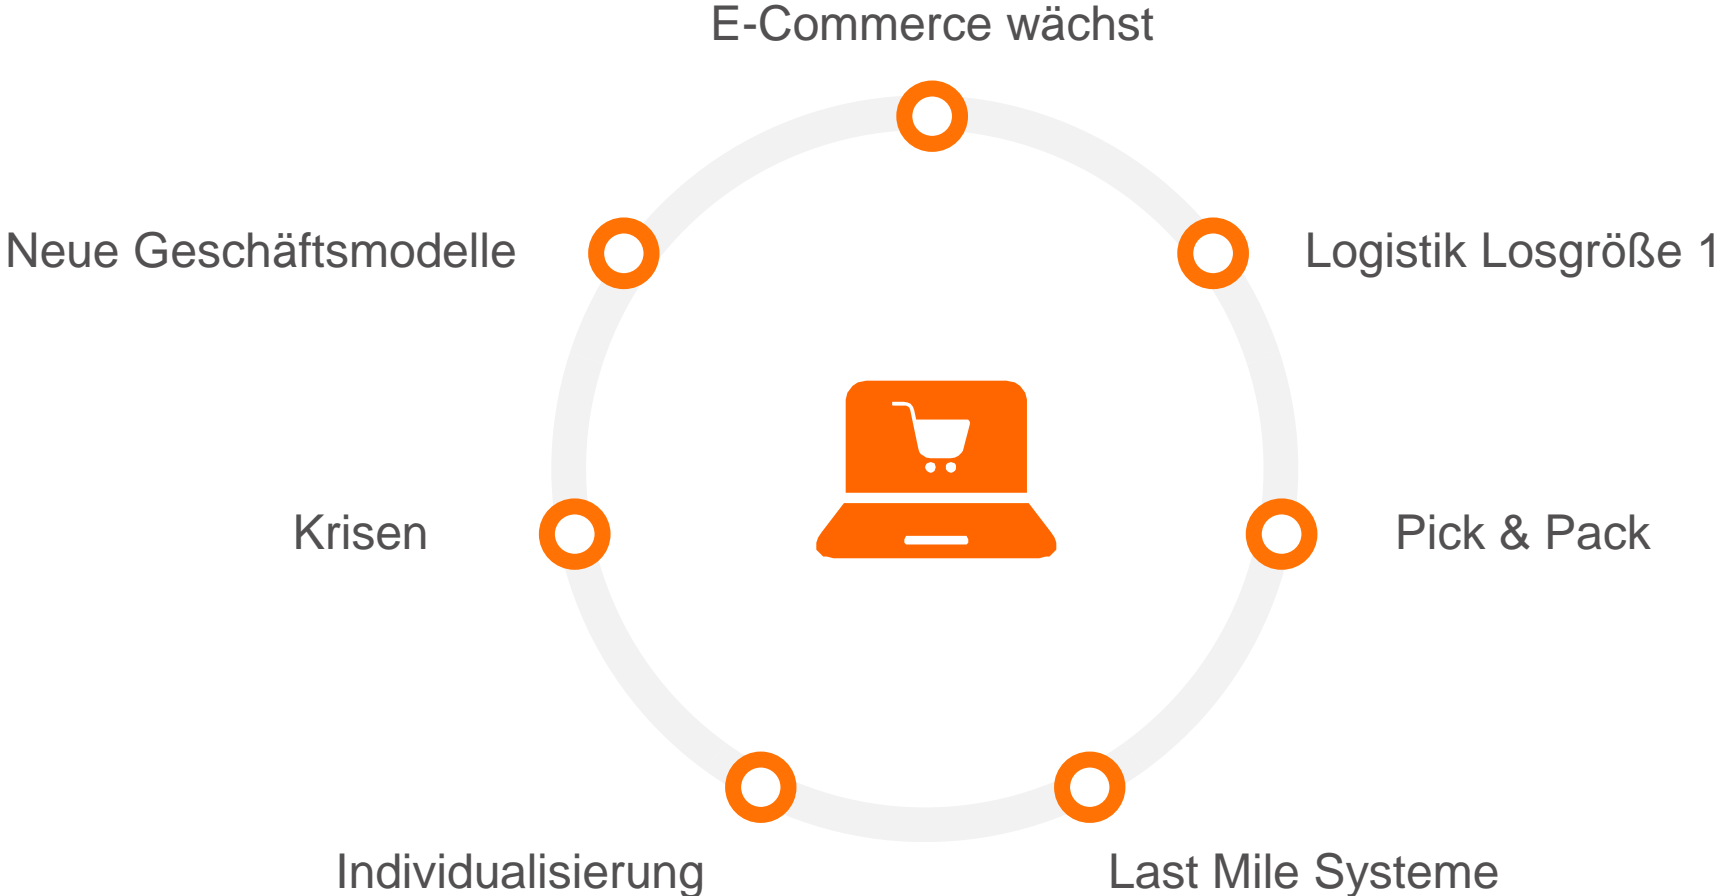 E-Commerce wächst
Neue Geschäftsmodelle
Logistik Losgröße 1
Krisen
Pick & Pack
Individualisierung
Last Mile Systeme